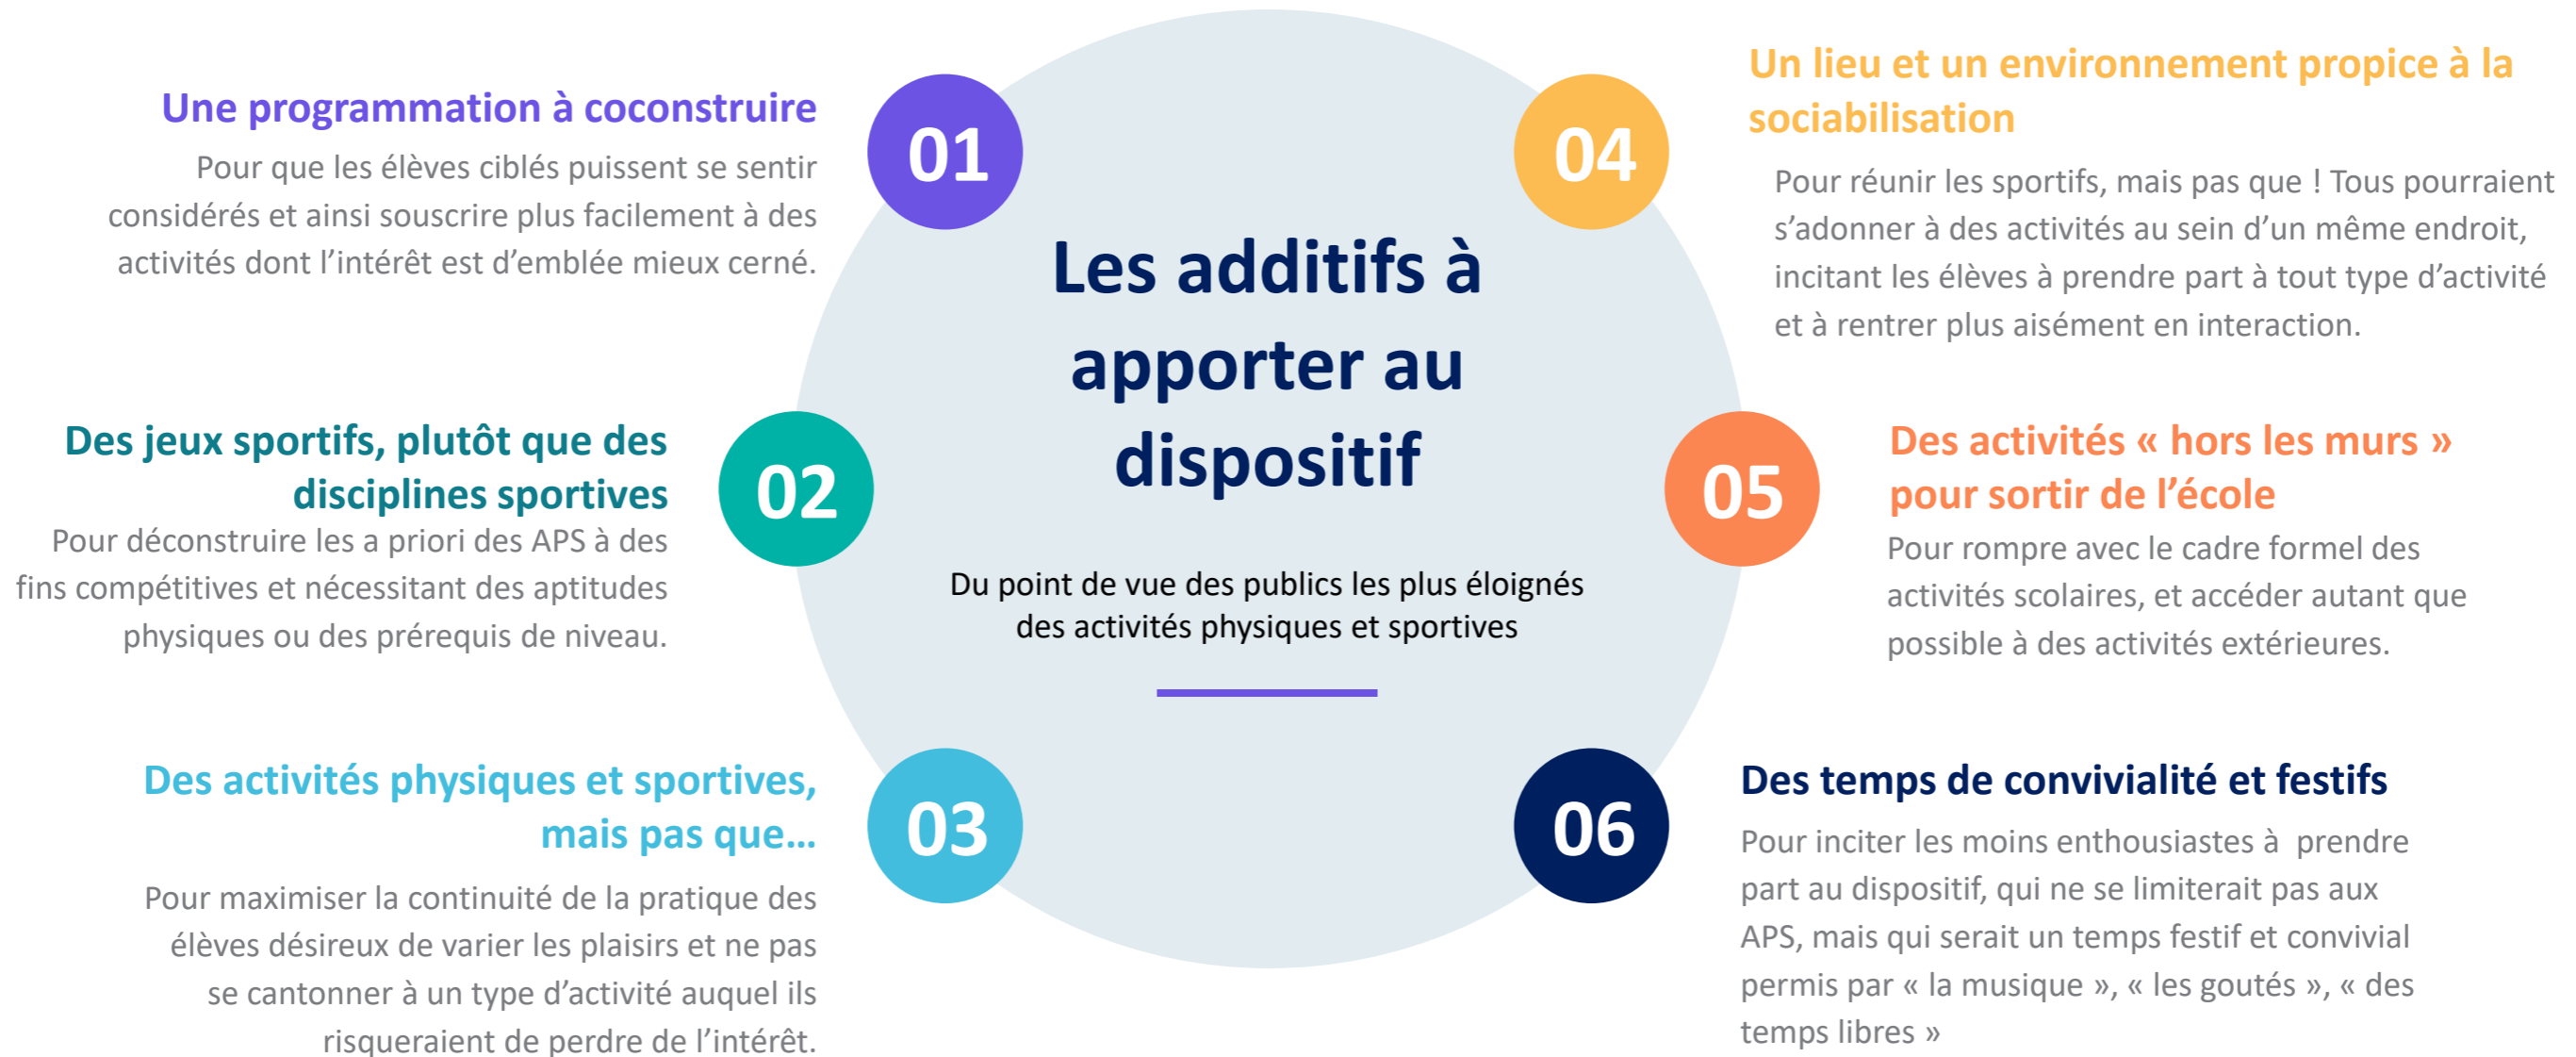 Les additifs à
apporter au
dispositif
Du point de vue des publics les plus éloignés
des activités physiques et sportives
01
Une programmation à coconstruire
Pour que les élèves ciblés puissent se sentir
considérés et ainsi souscrire plus facilement à des
activités dont l’intérêt est d’emblée mieux cerné.
02
Des jeux sportifs, plutôt que des
disciplines sportives
Pour déconstruire les a priori des APS à des
fins compétitives et nécessitant des aptitudes
physiques ou des prérequis de niveau.
03
Des activités physiques et sportives,
mais pas que…
Pour maximiser la continuité de la pratique des
élèves désireux de varier les plaisirs et ne pas
se cantonner à un type d’activité auquel ils
risqueraient de perdre de l’intérêt.
04
Un lieu et un environnement propice à la
sociabilisation
Pour réunir les sportifs, mais pas que ! Tous pourraient
s’adonner à des activités au sein d’un même endroit,
incitant les élèves à prendre part à tout type d’activité
et à rentrer plus aisément en interaction.
05
Des activités « hors les murs »
pour sortir de l’école
Pour rompre avec le cadre formel des
activités scolaires, et accéder autant que
possible à des activités extérieures.
06
Des temps de convivialité et festifs
Pour inciter les moins enthousiastes à  prendre
part au dispositif, qui ne se limiterait pas aux
APS, mais qui serait un temps festif et convivial
permis par « la musique », « les goutés », « des
temps libres »